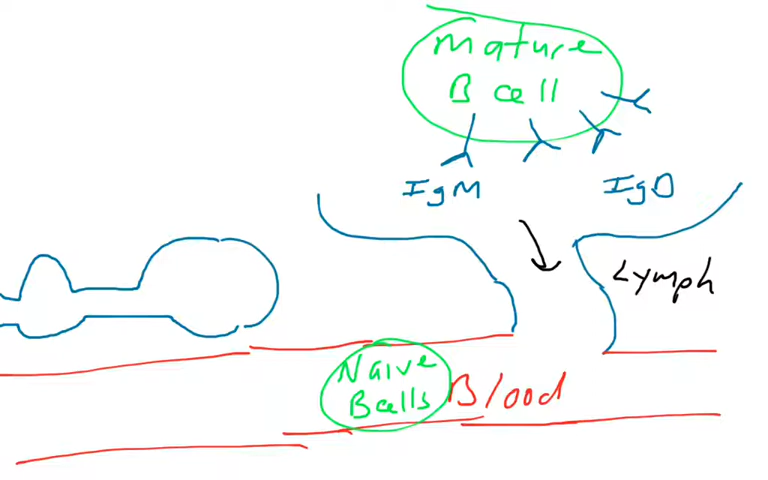 Mature
B cell
IgM
IgD
Lymph
Naive
B cells
Blood